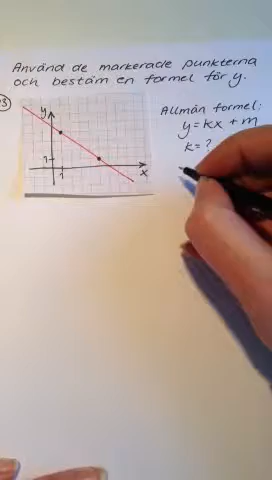 Använd de markerade punkterna
och bestäm en formel för y.
3)
Allmän formel:
y = kx + m
k = ?
y
1
1
x